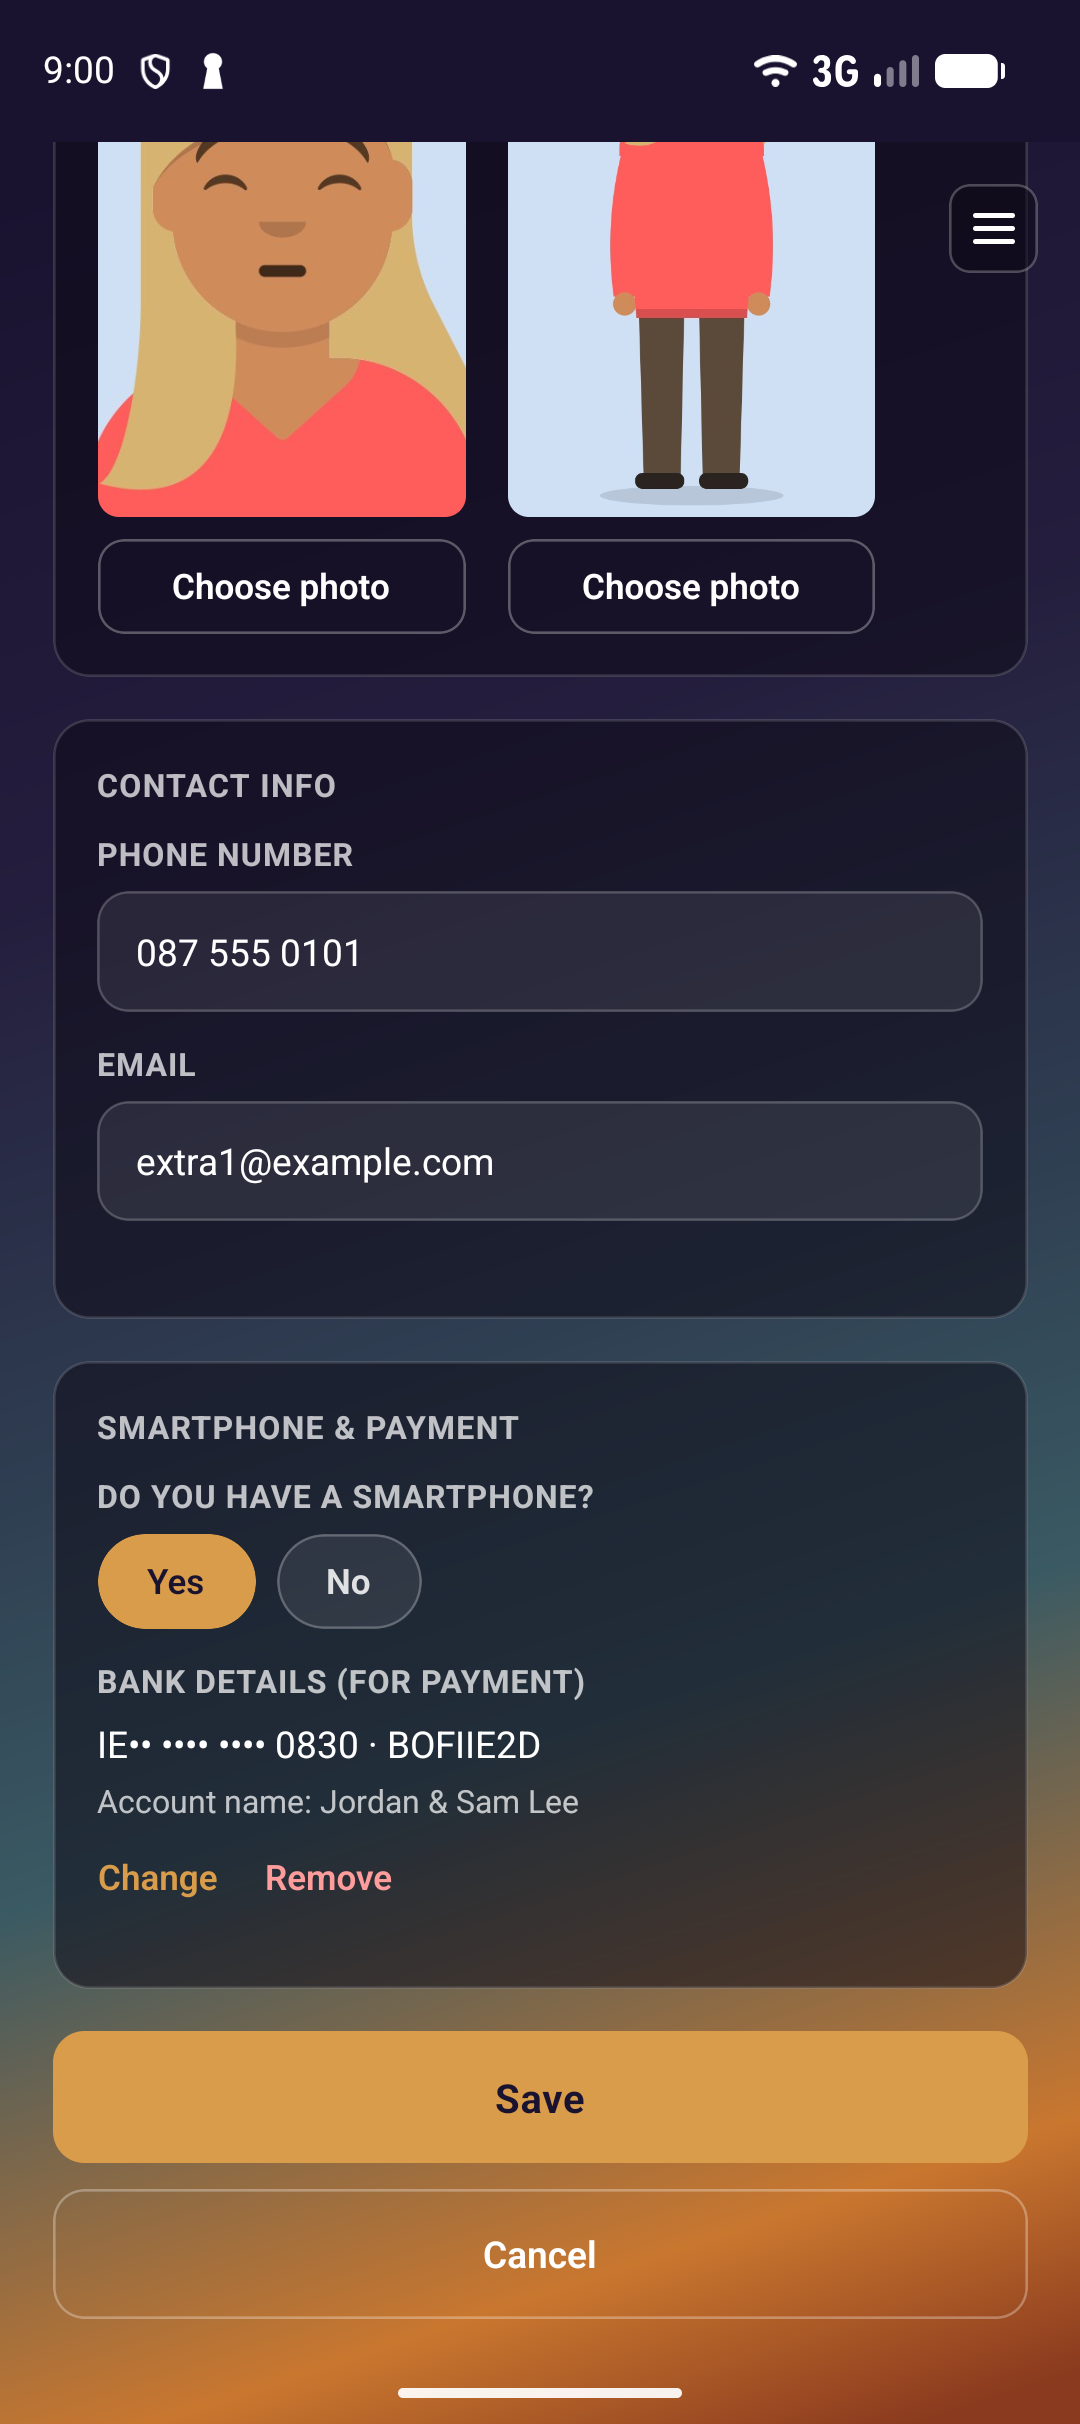 9:00 3G
Choose photo Choose photo
CONTACT INFO
PHONE NUMBER
087 555 0101
EMAIL
extra1@example.com
SMARTPHONE & PAYMENT
DO YOU HAVE A SMARTPHONE?
Yes No
BANK DETAILS (FOR PAYMENT)
IE•• •••• •••• 0830 · BOFIIE2D
Account name: Jordan & Sam Lee
Change Remove
Save
Cancel